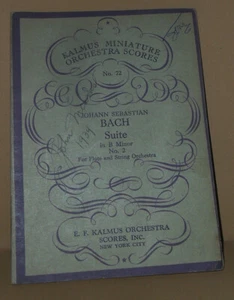 KALMUS MINIATURE
ORCHESTRA SCORES
No. 72
JOHANN SEBASTIAN
BACH
Suite
in B Minor
No. 2
For Flute and String Orchestra
E. F. KALMUS ORCHESTRA
SCORES, INC.
NEW YORK CITY